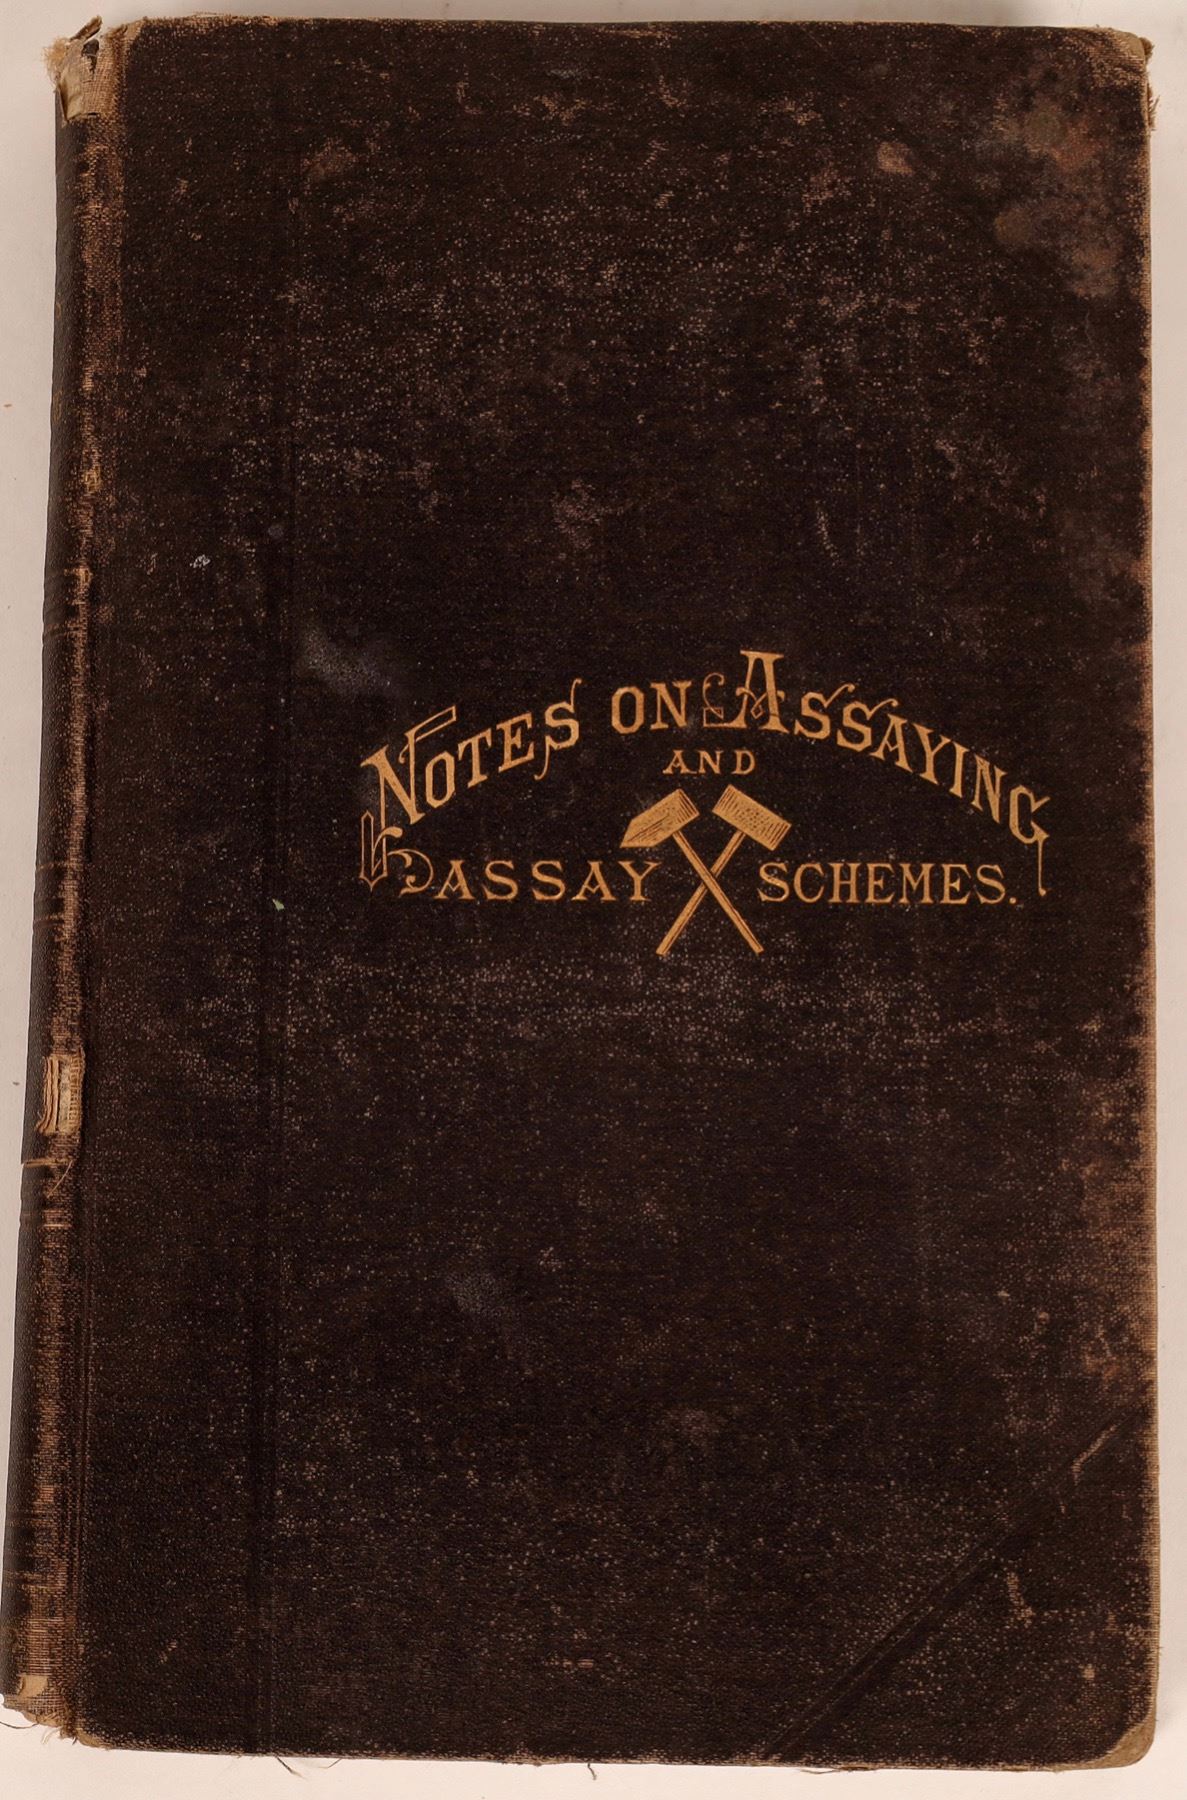 NOTES ON ASSAYING
AND
ASSAY SCHEMES.